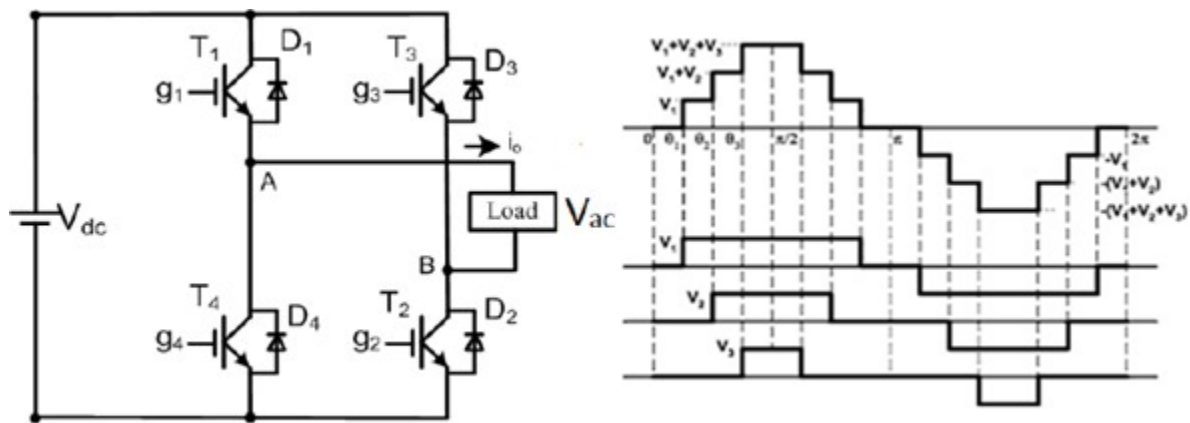 T1 D1 T3 D3
g1 g3
io
A
Vdc Load Vac
B
T4 D4 T2 D2
g4 g2
V1+V2+V3
V1+V2
V1
0 θ1 θ2 θ3 π/2 π 2π
-V1
-(V1+V2)
-(V1+V2+V3)
V1
V2
V3